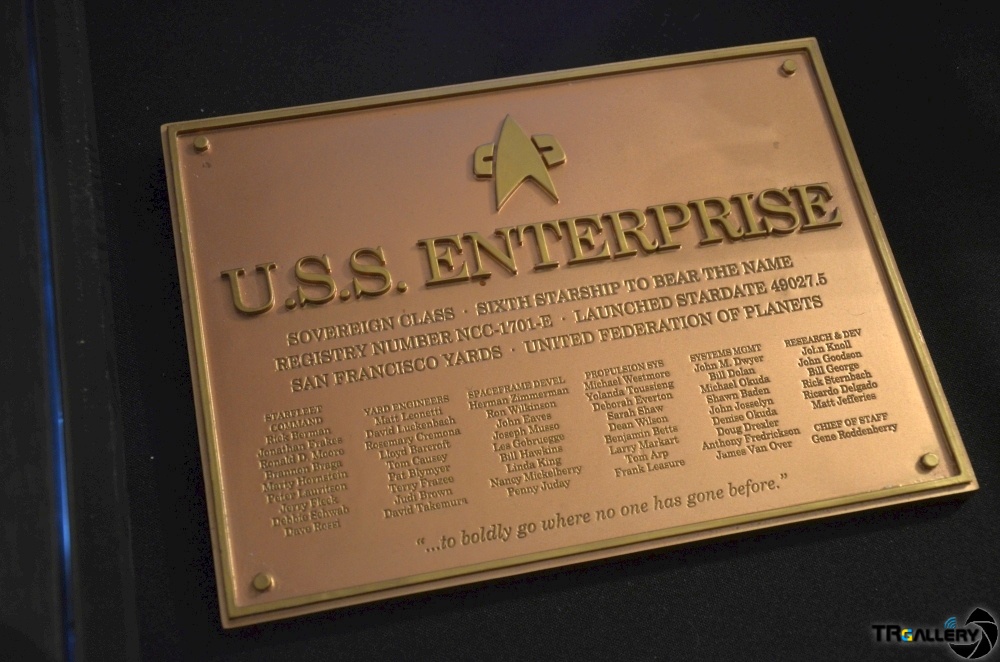 U.S.S. ENTERPRISE
SOVEREIGN CLASS · SIXTH STARSHIP TO BEAR THE NAME
REGISTRY NUMBER NCC-1701-E · LAUNCHED STARDATE 49027.5
SAN FRANCISCO YARDS · UNITED FEDERATION OF PLANETS
STARFLEET
COMMAND
Rick Berman
Jonathan Frakes
Ronald D. Moore
Brannon Braga
Marty Hornstein
Peter Lauritson
Jerry Fleck
Debbie Schwab
Dave Rossi
YARD ENGINEERS
Matt Leonetti
David Luckenbach
Rosemary Cremona
Lloyd Barcroft
Tom Causey
Pat Blymyer
Terry Frazee
Judi Brown
David Takemura
SPACEFRAME DEVEL
Herman Zimmerman
Ron Wilkinson
John Eaves
Joseph Musso
Les Gobruegge
Bill Hawkins
Linda King
Nancy Mickelberry
Penny Juday
PROPULSION SYS
Michael Westmore
Yolanda Toussieng
Deborah Everton
Sarah Shaw
Dean Wilson
Benjamin Betts
Larry Markart
Tom Arp
Frank Leasure
SYSTEMS MGMT
John M. Dwyer
Bill Dolan
Michael Okuda
Shawn Baden
John Josselyn
Denise Okuda
Doug Drexler
Anthony Fredrickson
James Van Over
RESEARCH & DEV
John Knoll
John Goodson
Bill George
Rick Sternbach
Ricardo Delgado
Matt Jefferies
CHIEF OF STAFF
Gene Roddenberry
“...to boldly go where no one has gone before.”
TRGALLERY